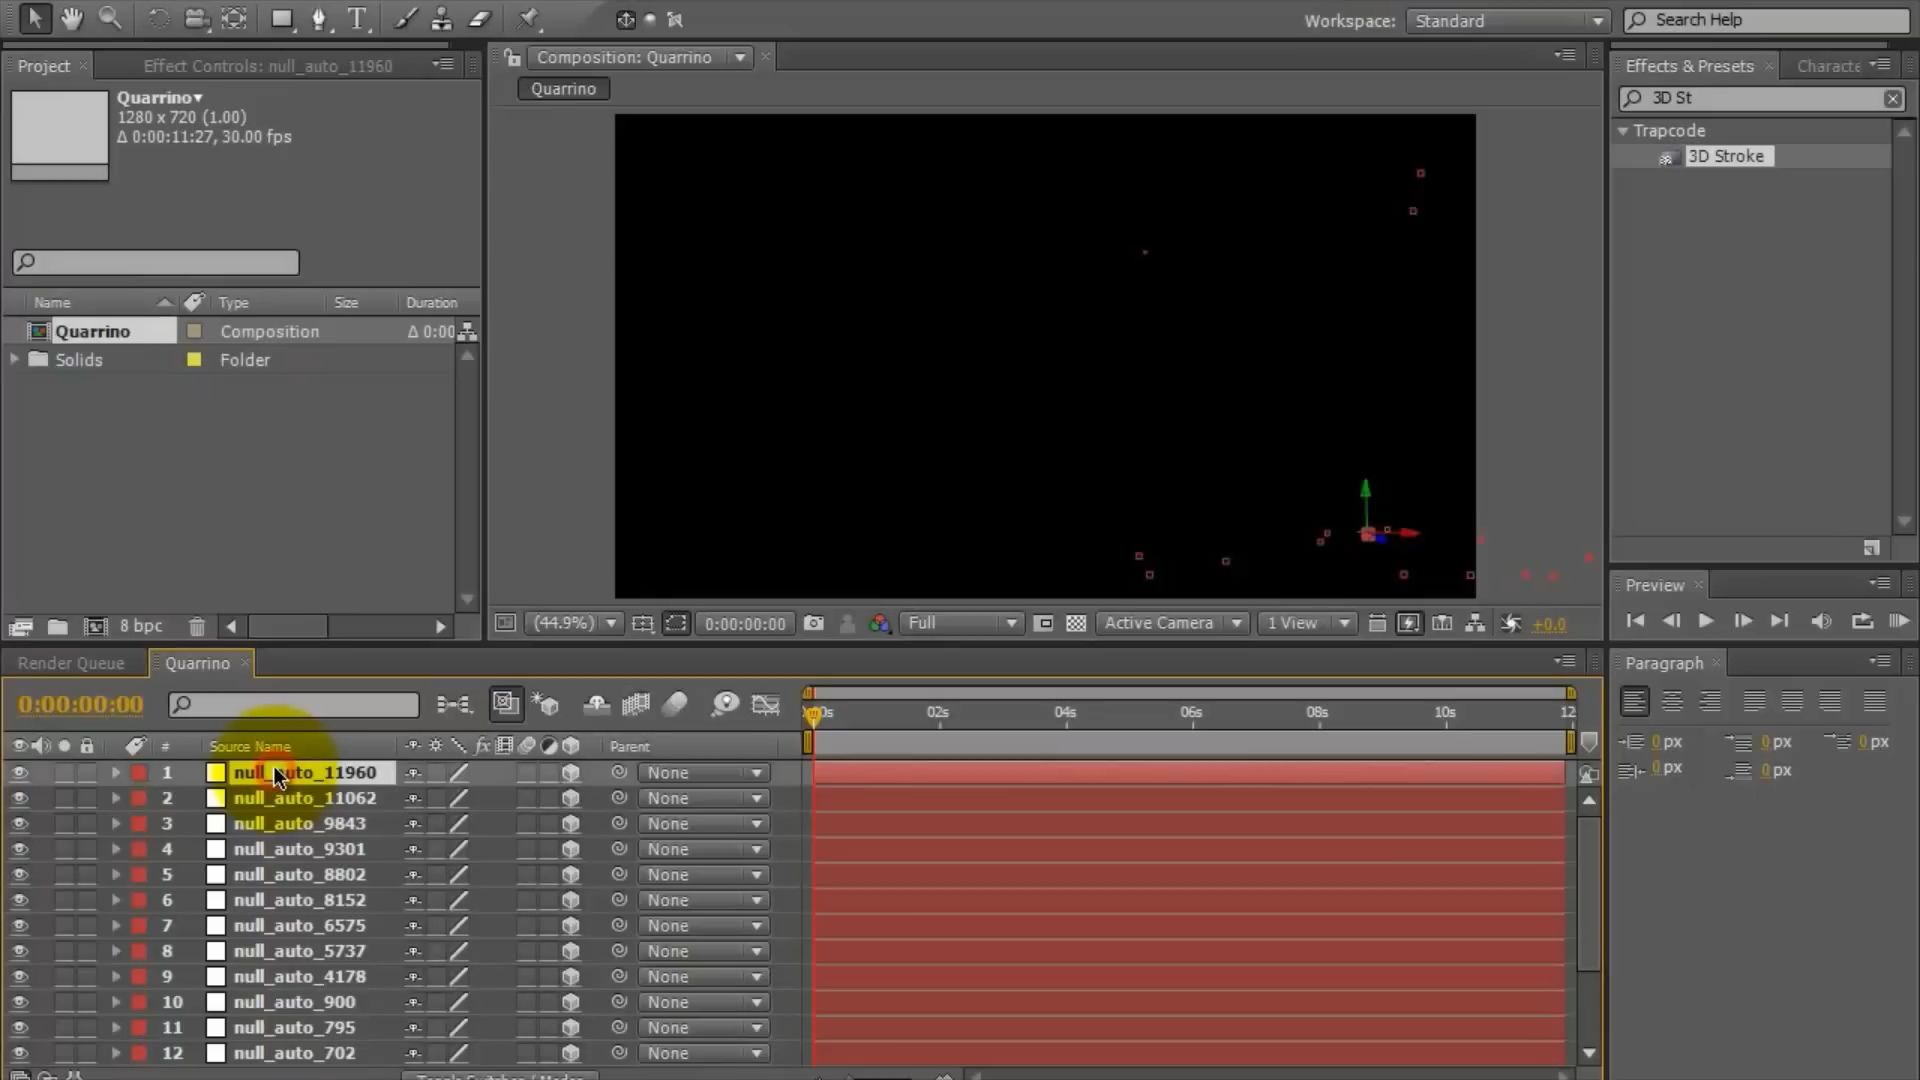 Workspace: Standard Search Help
Project Effect Controls: null_auto_11960 Composition: Quarrino Effects & Presets Characte
Quarrino
1280 x 720 (1.00)
Δ 0:00:11:27, 30.00 fps
Quarrino
3D St
Trapcode
3D Stroke
Name Type Size Duration
Quarrino Composition Δ 0:00
Solids Folder
8 bpc
(44.9%) 0:00:00:00 Full Active Camera 1 View +0.0
Preview
Render Queue Quarrino
Paragraph
0:00:00:00
02s 04s 06s 08s 10s
# Source Name fx Parent
0 px 0 px 0 px
0 px 0 px
1 null_auto_11960 None
2 null_auto_11062 None
3 null_auto_9843 None
4 null_auto_9301 None
5 null_auto_8802 None
6 null_auto_8152 None
7 null_auto_6575 None
8 null_auto_5737 None
9 null_auto_4178 None
10 null_auto_900 None
11 null_auto_795 None
12 null_auto_702 None